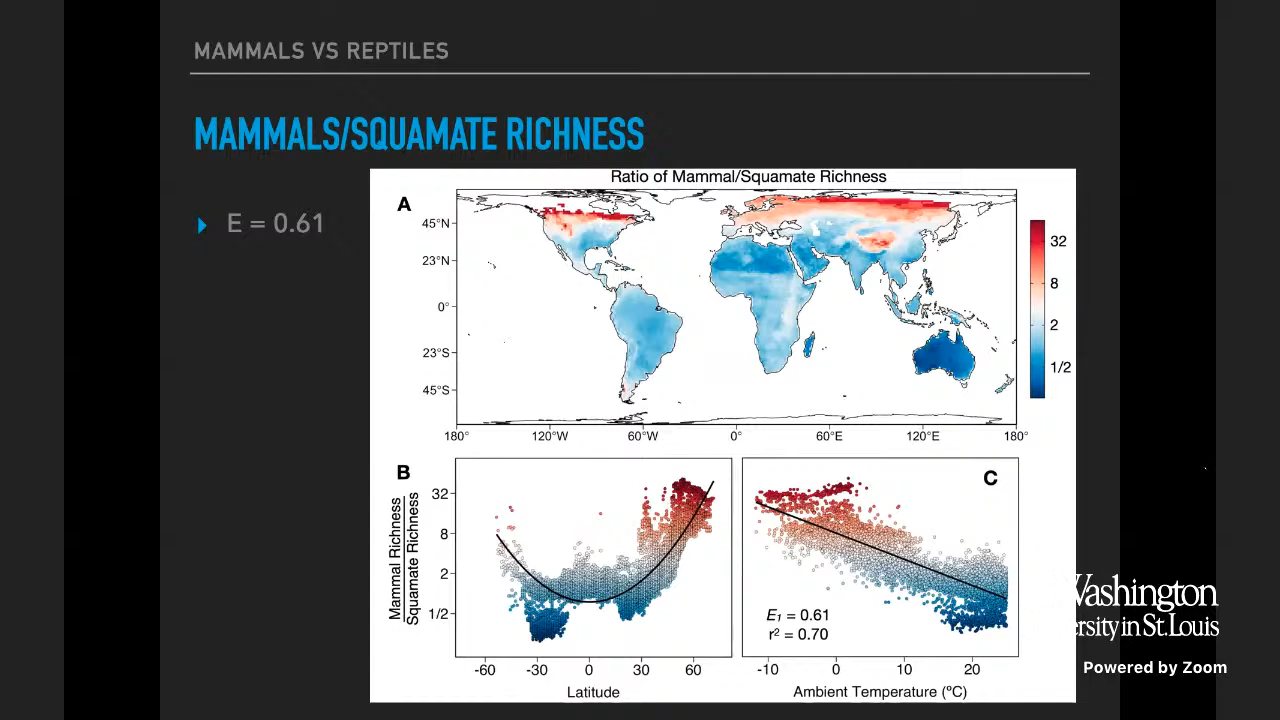 MAMMALS VS REPTILES
MAMMALS/SQUAMATE RICHNESS
E = 0.61
Ratio of Mammal/Squamate Richness
A
45°N
23°N
0°
23°S
45°S
180°
120°W
60°W
0°
60°E
120°E
180°
32
8
2
1/2
B
Mammal Richness
Squamate Richness
32
8
2
1/2
-60
-30
0
30
60
Latitude
C
E₁ = 0.61
r² = 0.70
-10
0
10
20
Ambient Temperature (ºC)
Washington
ersity in St. Louis
Powered by Zoom